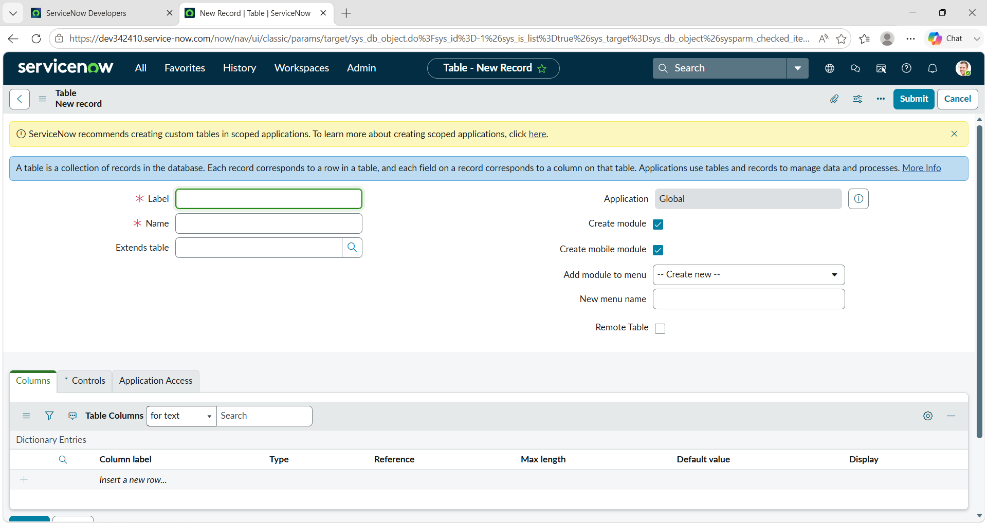 ServiceNow Developers
New Record | Table | ServiceNow
https://dev342410.service-now.com/now/nav/ui/classic/params/target/sys_db_object.do%3Fsys_id%3D-1%26sys_is_list%3Dtrue%26sys_target%3Dsys_db_object%26sysparm_checked_ite...
Chat
servicenow
All Favorites History Workspaces Admin
Table - New Record
Search
Table
New record
Submit Cancel
ServiceNow recommends creating custom tables in scoped applications. To learn more about creating scoped applications, click here.
A table is a collection of records in the database. Each record corresponds to a row in a table, and each field on a record corresponds to a column on that table. Applications use tables and records to manage data and processes. More Info
* Label
* Name
Extends table
Application Global
Create module
Create mobile module
Add module to menu -- Create new --
New menu name
Remote Table
Columns * Controls Application Access
Table Columns for text Search
Dictionary Entries
Column label Type Reference Max length Default value Display
Insert a new row...